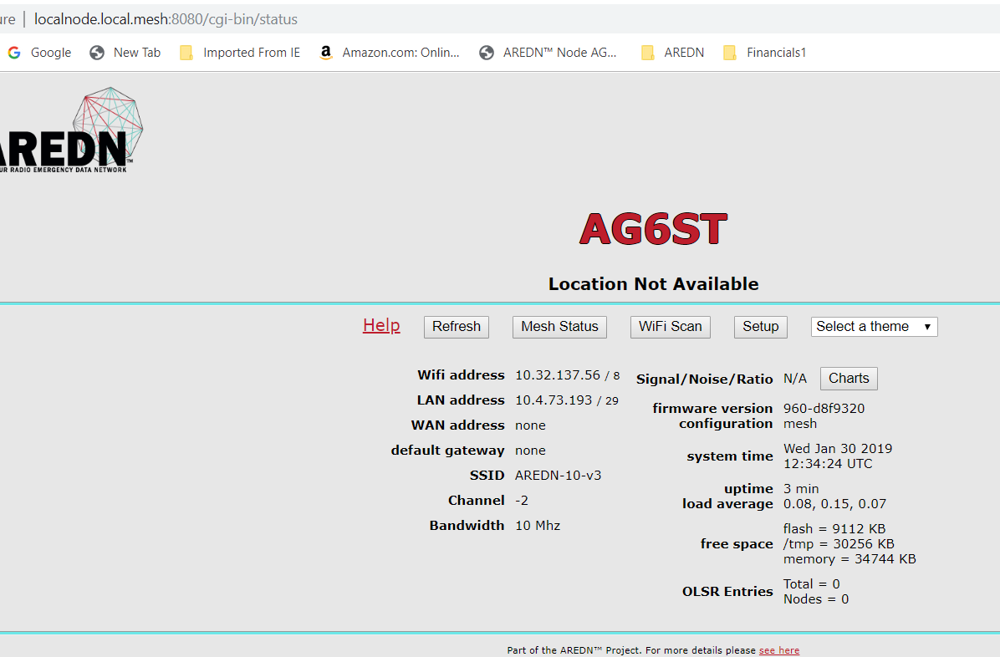 ure | localnode.local.mesh:8080/cgi-bin/status
Google New Tab Imported From IE Amazon.com: Onlin... AREDN™ Node AG... AREDN Financials1
AREDN™
UR RADIO EMERGENCY DATA NETWORK
AG6ST
Location Not Available
Help Refresh Mesh Status WiFi Scan Setup Select a theme
Wifi address 10.32.137.56 / 8
LAN address 10.4.73.193 / 29
WAN address none
default gateway none
SSID AREDN-10-v3
Channel -2
Bandwidth 10 Mhz
Signal/Noise/Ratio N/A Charts
firmware version 960-d8f9320
configuration mesh
system time Wed Jan 30 2019
12:34:24 UTC
uptime 3 min
load average 0.08, 0.15, 0.07
free space flash = 9112 KB
/tmp = 30256 KB
memory = 34744 KB
OLSR Entries Total = 0
Nodes = 0
Part of the AREDN™ Project. For more details please see here